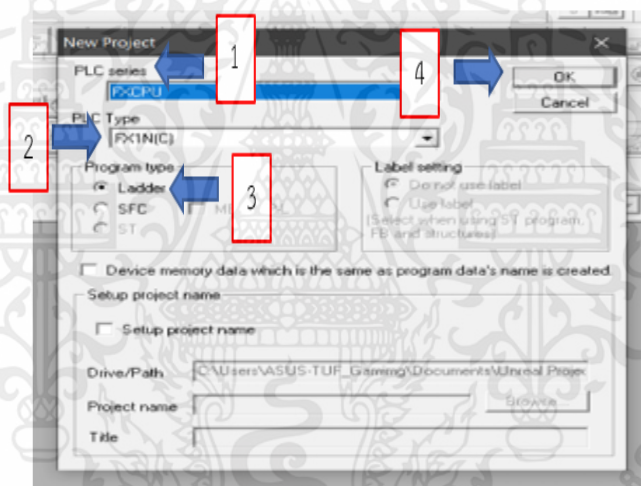 New Project
1
4
PLC series
FXCPU
OK
Cancel
2
PLC Type
FX1N(C)
Program type
Label setting
Ladder
3
Do not use label
SFC
Use label
ST
(Select when using ST program,
FB and structures)
Device memory data which is the same as program data's name is created.
Setup project name
Setup project name
Drive/Path
C:\Users\ASUS-TUF_Gaming\Documents\Unreal Projec
Project name
Browse...
Title